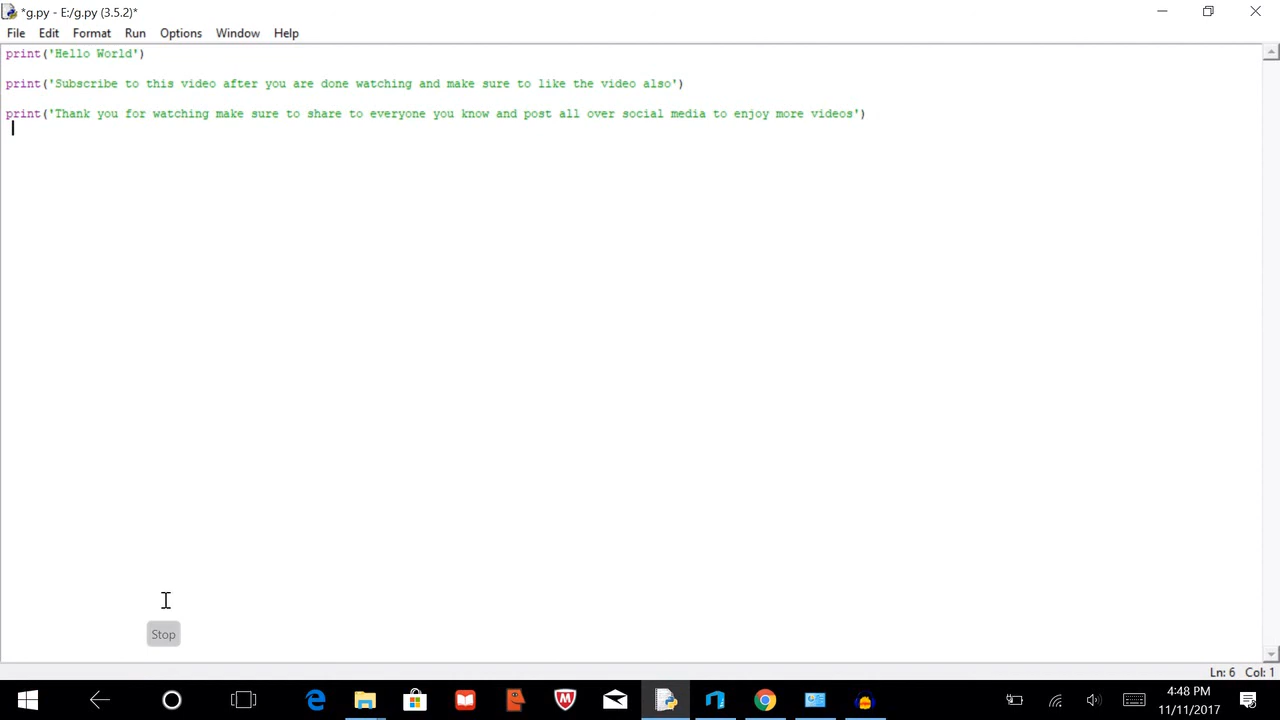 *g.py - E:/g.py (3.5.2)*
File Edit Format Run Options Window Help
print('Hello World')
print('Subscribe to this video after you are done watching and make sure to like the video also')
print('Thank you for watching make sure to share to everyone you know and post all over social media to enjoy more videos')
Stop
Ln: 6 Col: 1
4:48 PM
11/11/2017